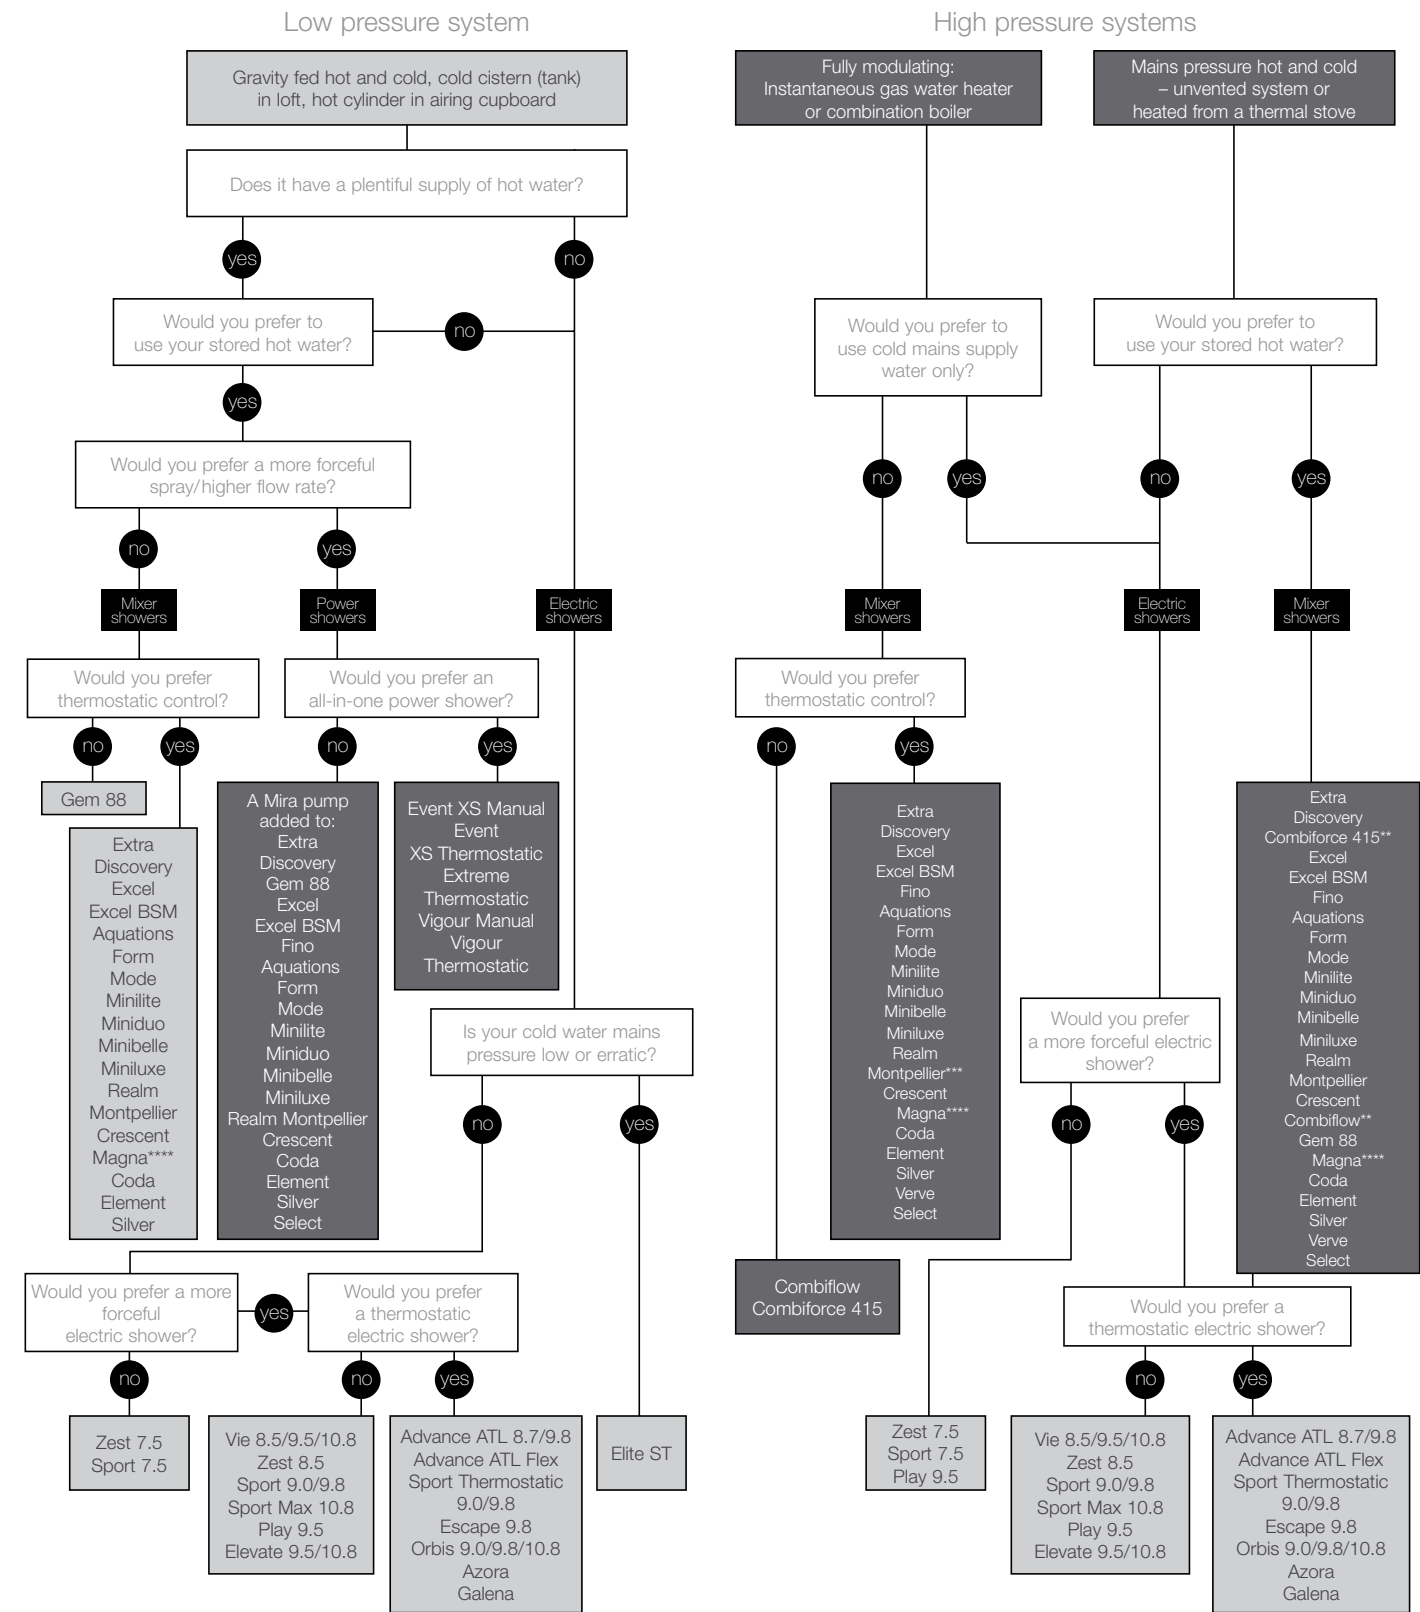 Low pressure system
Gravity fed hot and cold, cold cistern (tank)
in loft, hot cylinder in airing cupboard
Does it have a plentiful supply of hot water?
yes
no
Would you prefer to
use your stored hot water?
no
yes
Would you prefer a more forceful
spray/higher flow rate?
no
yes
Mixer
showers
Power
showers
Electric
showers
Would you prefer
thermostatic control?
Would you prefer an
all-in-one power shower?
no
yes
no
yes
Gem 88
Extra
Discovery
Excel
Excel BSM
Aquations
Form
Mode
Minilite
Miniduo
Minibelle
Miniluxe
Realm
Montpellier
Crescent
Magna****
Coda
Element
Silver
A Mira pump
added to:
Extra
Discovery
Gem 88
Excel
Excel BSM
Fino
Aquations
Form
Mode
Minilite
Miniduo
Minibelle
Miniluxe
Realm Montpellier
Crescent
Coda
Element
Silver
Select
Event XS Manual
Event
XS Thermostatic
Extreme
Thermostatic
Vigour Manual
Vigour
Thermostatic
Is your cold water mains
pressure low or erratic?
no
yes
Would you prefer a more
forceful
electric shower?
yes
Would you prefer
a thermostatic
electric shower?
no
no
yes
Zest 7.5
Sport 7.5
Vie 8.5/9.5/10.8
Zest 8.5
Sport 9.0/9.8
Sport Max 10.8
Play 9.5
Elevate 9.5/10.8
Advance ATL 8.7/9.8
Advance ATL Flex
Sport Thermostatic
9.0/9.8
Escape 9.8
Orbis 9.0/9.8/10.8
Azora
Galena
Elite ST
High pressure systems
Fully modulating:
Instantaneous gas water heater
or combination boiler
Mains pressure hot and cold
– unvented system or
heated from a thermal stove
Would you prefer to
use cold mains supply
water only?
Would you prefer to
use your stored hot water?
no
yes
no
yes
Mixer
showers
Electric
showers
Mixer
showers
Would you prefer
thermostatic control?
no
yes
Extra
Discovery
Excel
Excel BSM
Fino
Aquations
Form
Mode
Minilite
Miniduo
Minibelle
Miniluxe
Realm
Montpellier***
Crescent
Magna****
Coda
Element
Silver
Verve
Select
Combiflow
Combiforce 415
Extra
Discovery
Combiforce 415**
Excel
Excel BSM
Fino
Aquations
Form
Mode
Minilite
Miniduo
Minibelle
Miniluxe
Realm
Montpellier
Crescent
Combiflow**
Gem 88
Magna****
Coda
Element
Silver
Verve
Select
Would you prefer
a more forceful electric
shower?
no
yes
Would you prefer a
thermostatic electric shower?
no
yes
Zest 7.5
Sport 7.5
Play 9.5
Vie 8.5/9.5/10.8
Zest 8.5
Sport 9.0/9.8
Sport Max 10.8
Play 9.5
Elevate 9.5/10.8
Advance ATL 8.7/9.8
Advance ATL Flex
Sport Thermostatic
9.0/9.8
Escape 9.8
Orbis 9.0/9.8/10.8
Azora
Galena